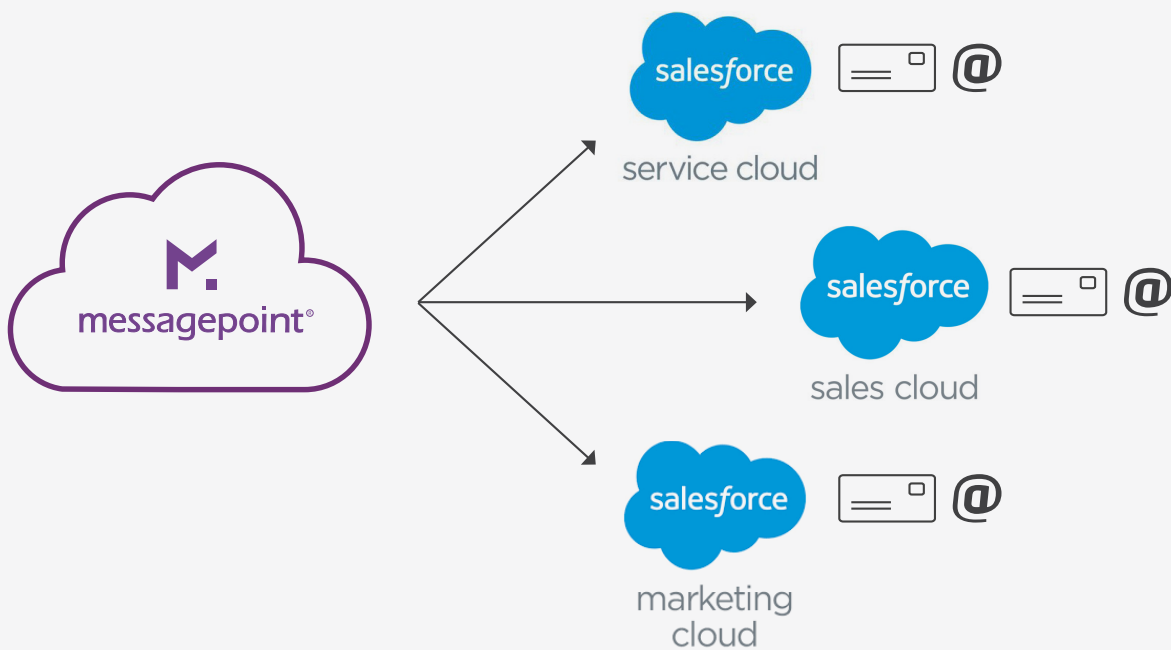 salesforce
@
service cloud
M.
messagepoint®
salesforce
@
sales cloud
salesforce
@
marketing
cloud